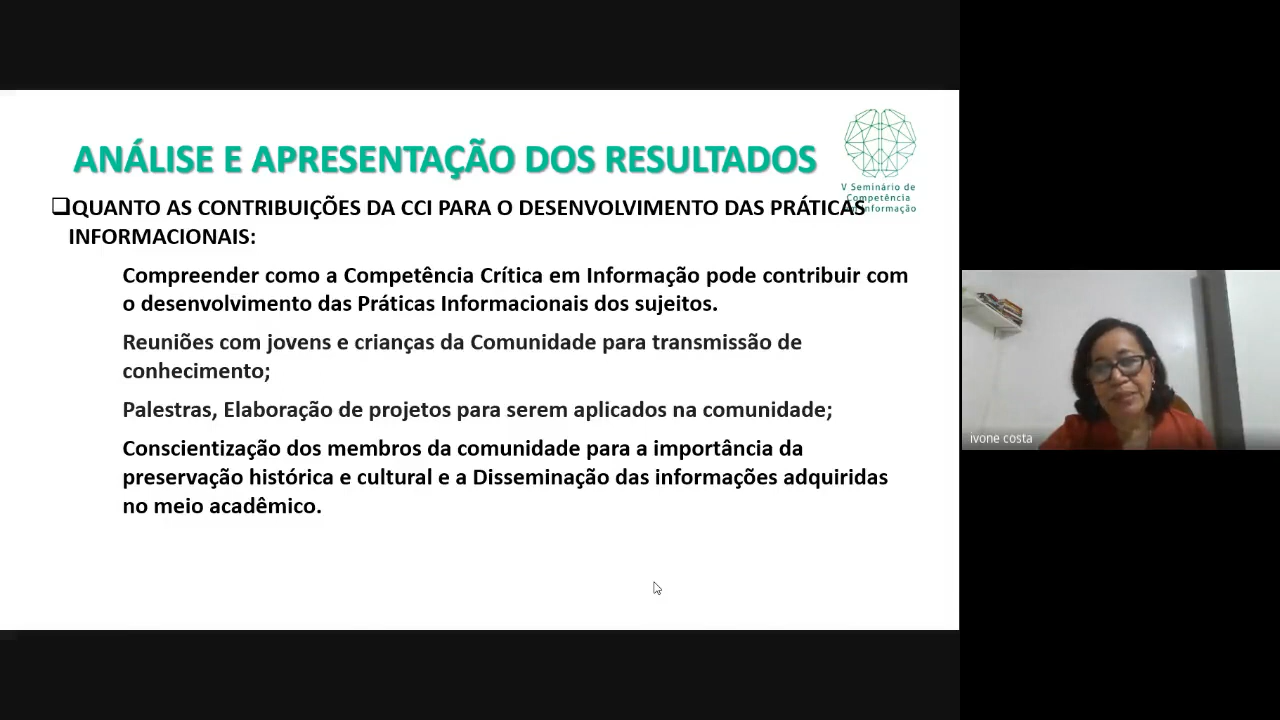 ANÁLISE E APRESENTAÇÃO DOS RESULTADOS
V Seminário de
Competência
em Informação
QUANTO AS CONTRIBUIÇÕES DA CCI PARA O DESENVOLVIMENTO DAS PRÁTICAS
INFORMACIONAIS:
Compreender como a Competência Crítica em Informação pode contribuir com
o desenvolvimento das Práticas Informacionais dos sujeitos.
Reuniões com jovens e crianças da Comunidade para transmissão de
conhecimento;
Palestras, Elaboração de projetos para serem aplicados na comunidade;
Conscientização dos membros da comunidade para a importância da
preservação histórica e cultural e a Disseminação das informações adquiridas
no meio acadêmico.
ivone costa